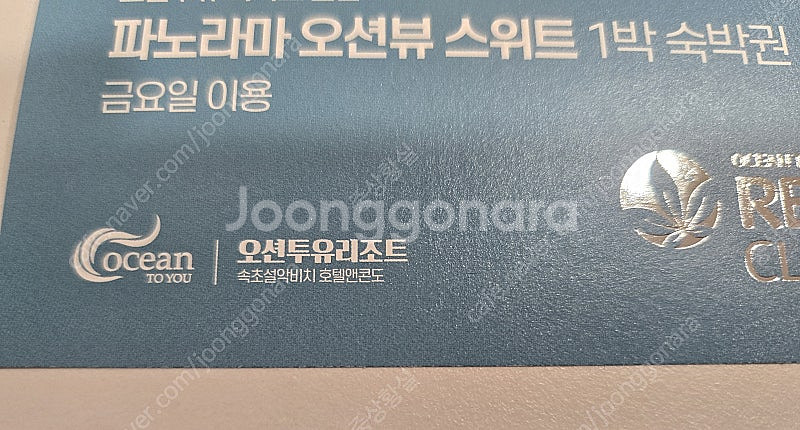 파노라마 오션뷰 스위트 1박 숙박권
금요일 이용
Joonggonara
ocean
TO YOU
오션투유리조트
속초설악비치 호텔앤콘도
RE
CL